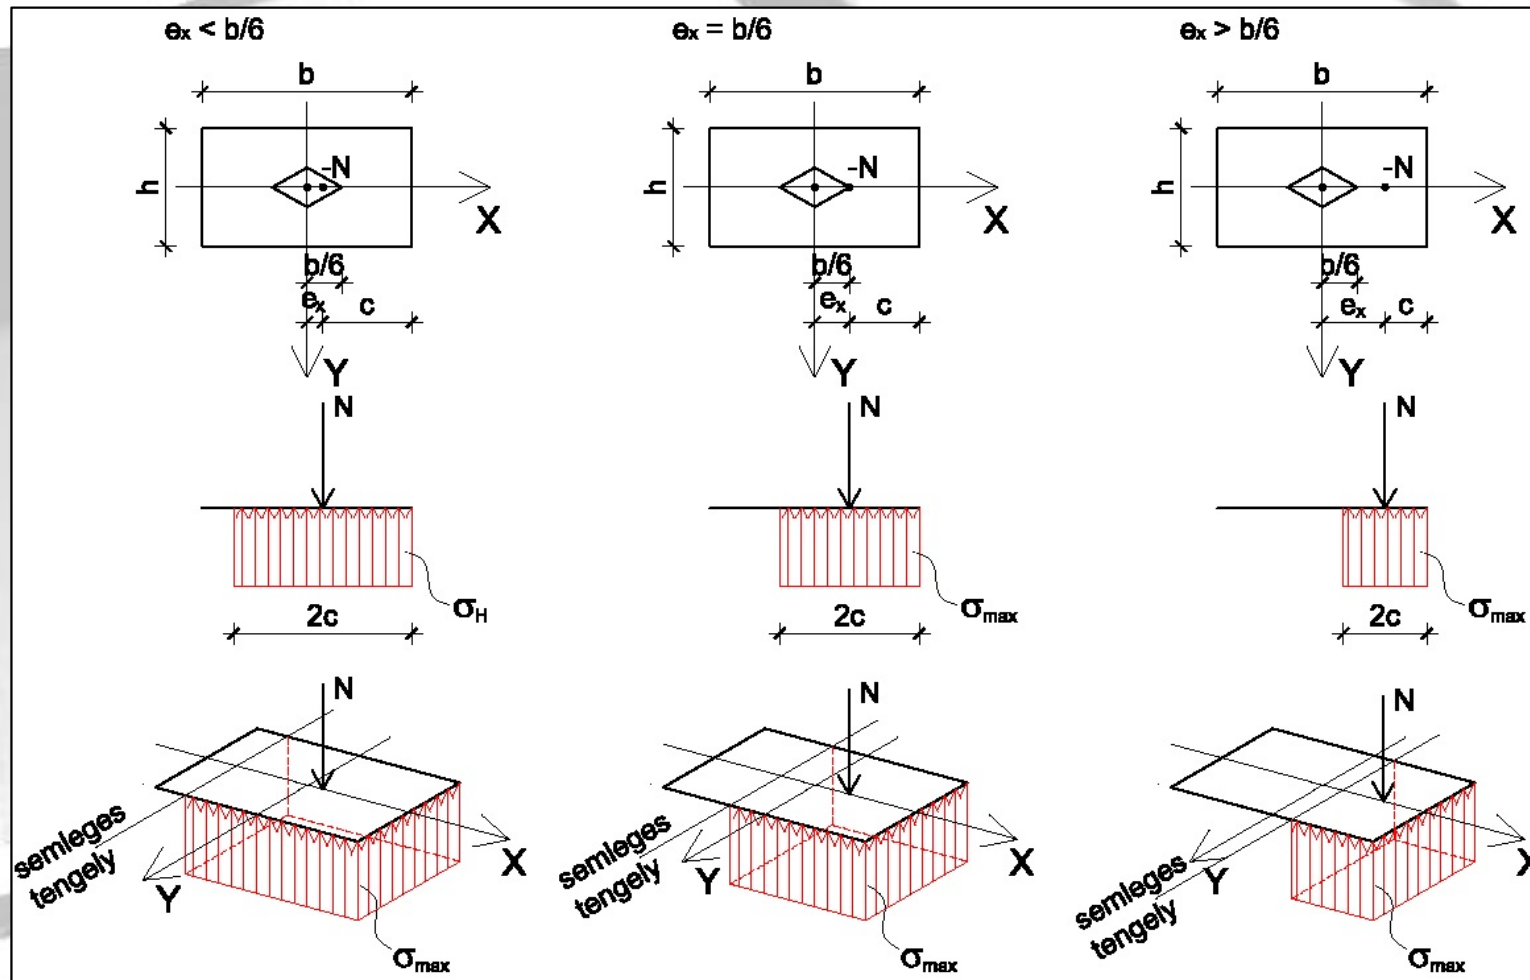 eₓ < b/6
eₓ = b/6
eₓ > b/6
b
b
b
h
-N
X
h
-N
X
h
-N
X
b/6
b/6
b/6
eₓ
c
eₓ
c
eₓ
c
Y
Y
Y
N
N
N
σH
σmax
σmax
2c
2c
2c
N
N
N
semleges
tengely
Y
X
semleges
tengely
Y
X
semleges
tengely
Y
X
σmax
σmax
σmax